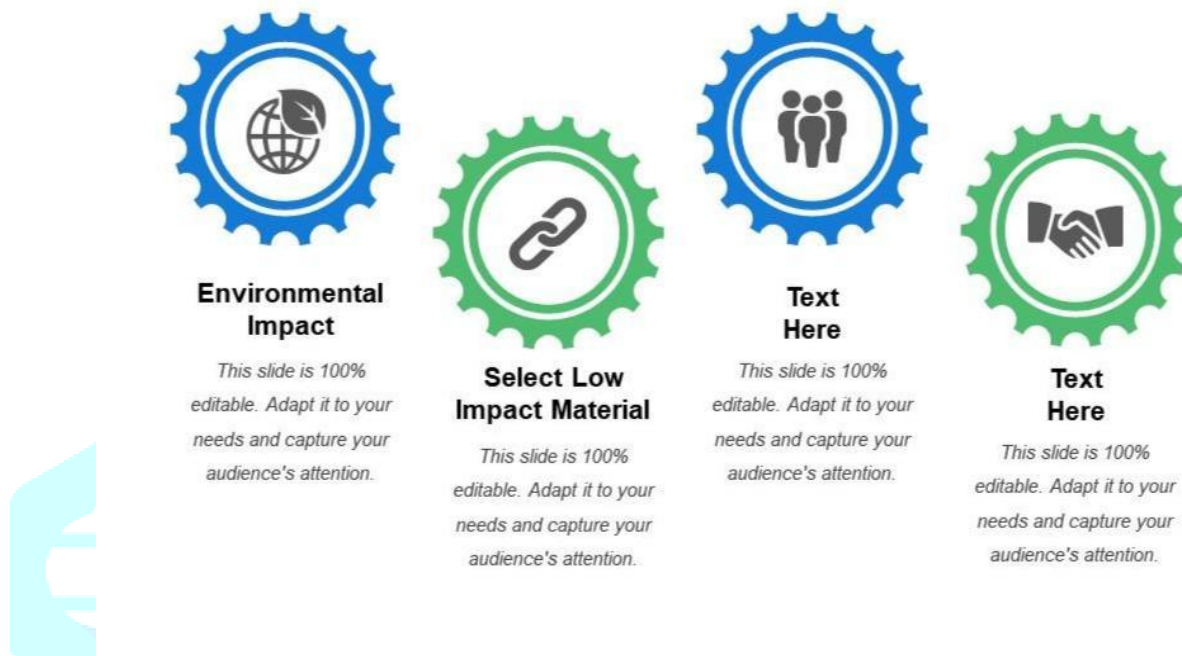 Environmental
Impact
This slide is 100%
editable. Adapt it to your
needs and capture your
audience's attention.
Select Low
Impact Material
This slide is 100%
editable. Adapt it to your
needs and capture your
audience's attention.
Text
Here
This slide is 100%
editable. Adapt it to your
needs and capture your
audience's attention.
Text
Here
This slide is 100%
editable. Adapt it to your
needs and capture your
audience's attention.